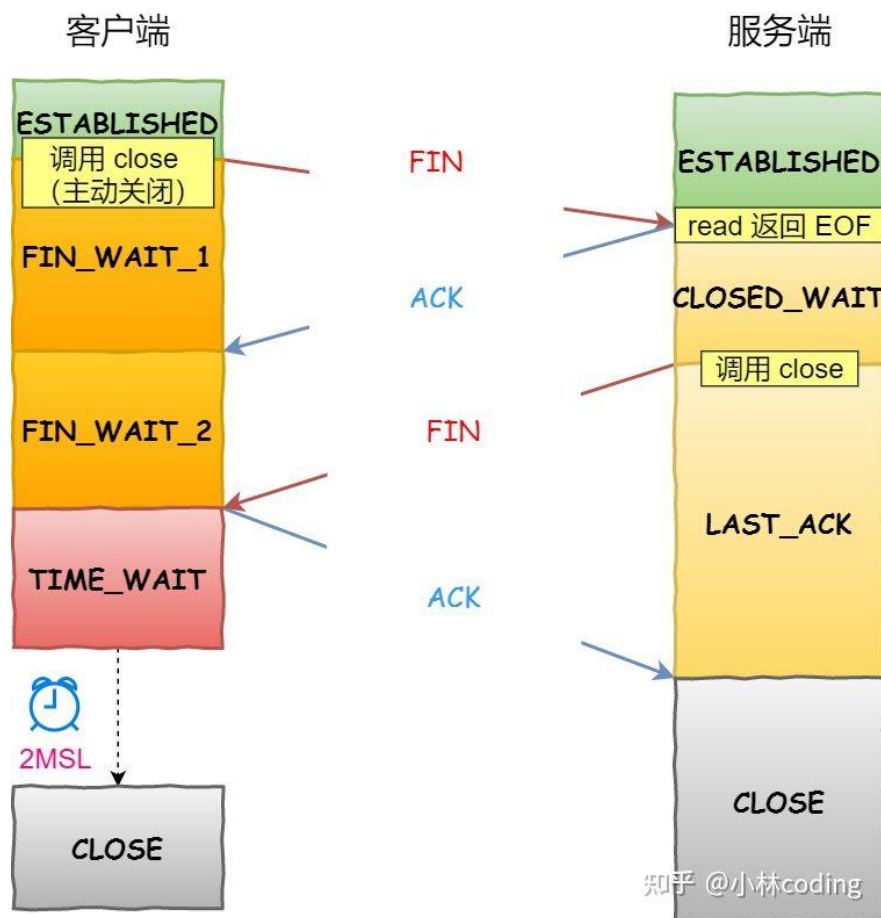 客户端
服务端
ESTABLISHED
调用 close
（主动关闭）
FIN
ESTABLISHED
read 返回 EOF
FIN_WAIT_1
ACK
CLOSED_WAIT
调用 close
FIN_WAIT_2
FIN
LAST_ACK
TIME_WAIT
ACK
2MSL
CLOSE
CLOSE
知乎 @小林coding